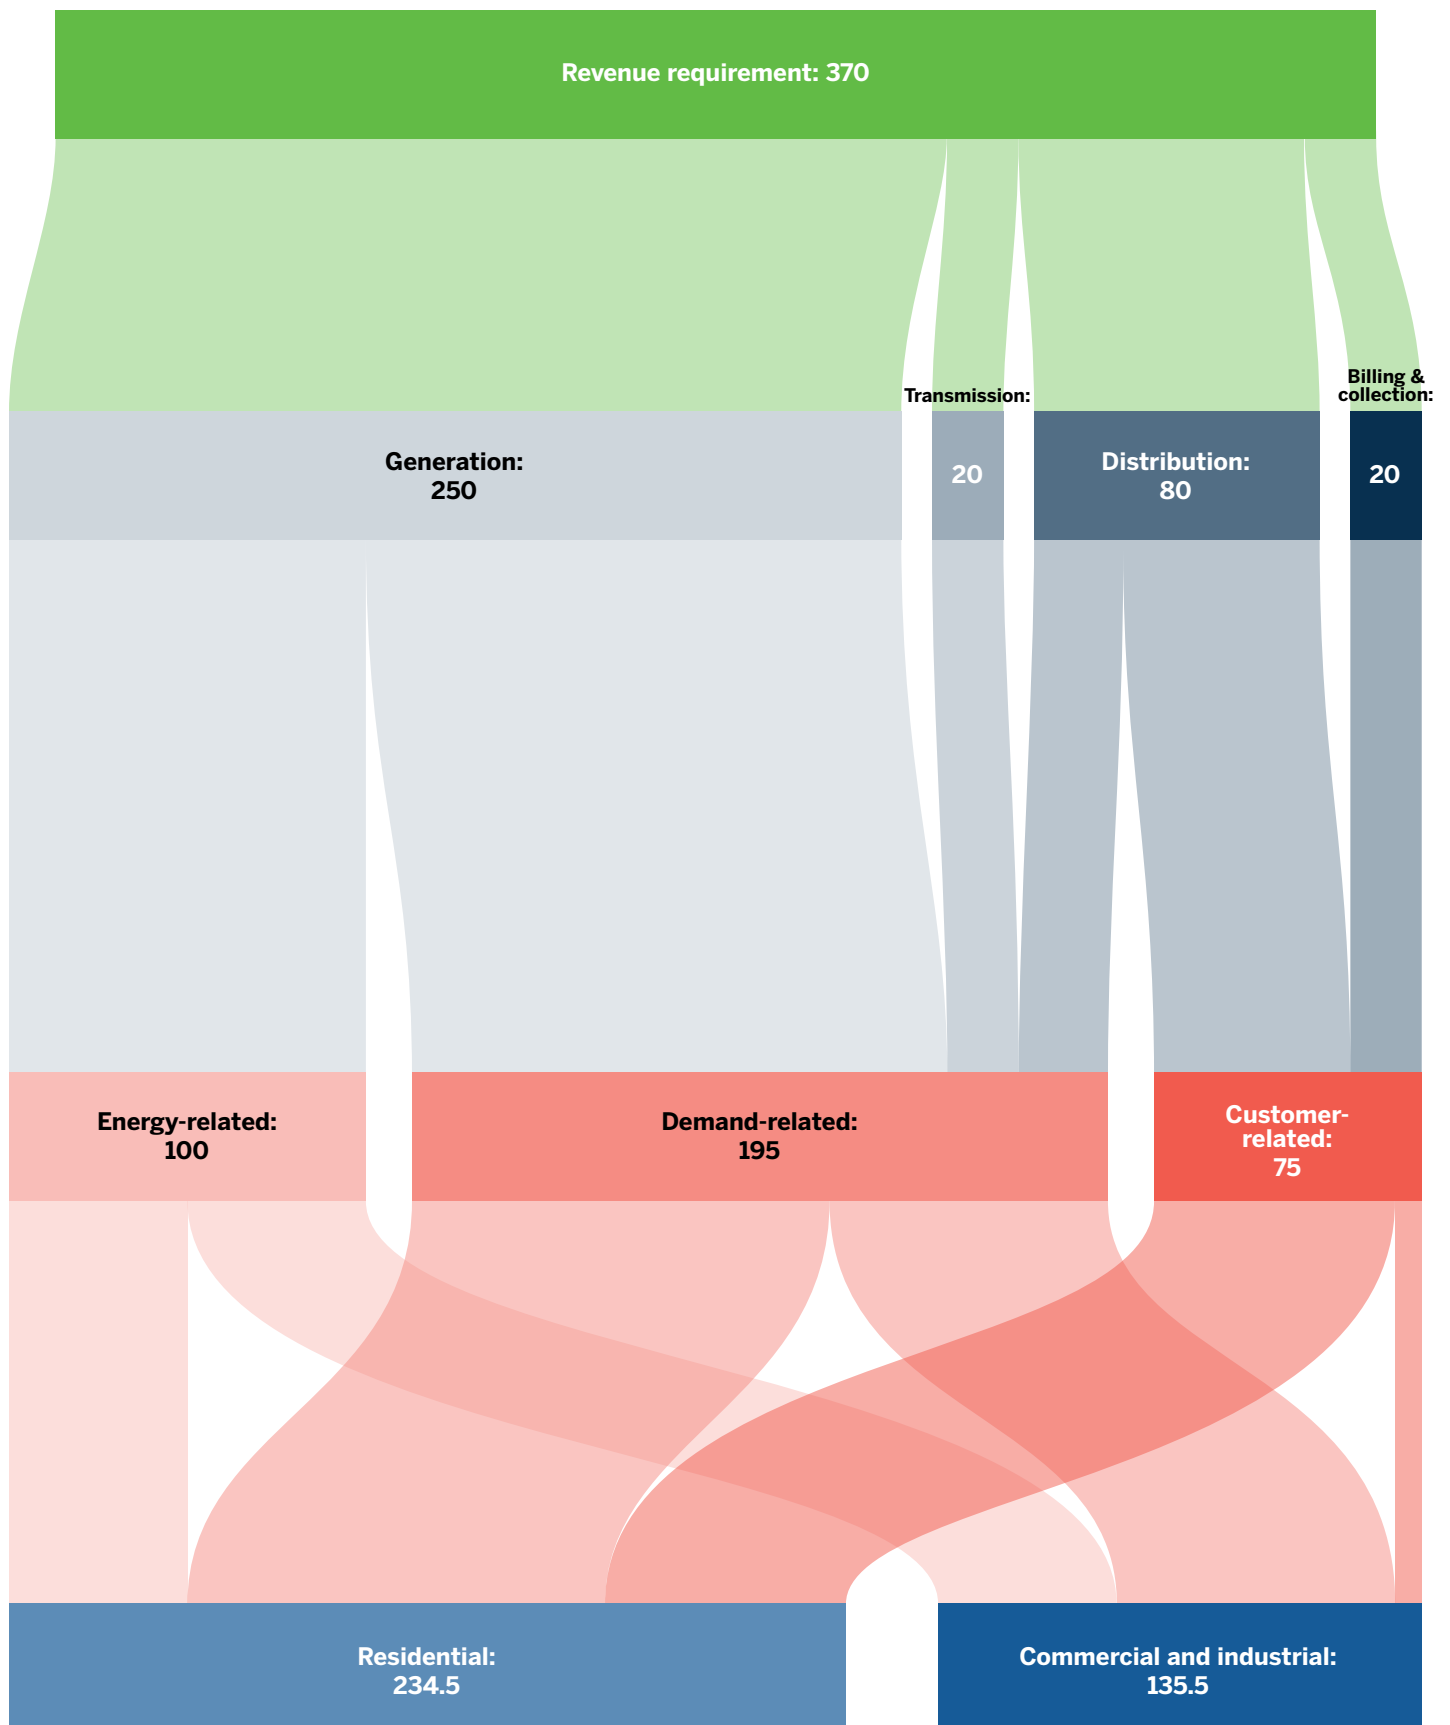 Revenue requirement: 370
Billing &
collection:
Transmission:
Generation:
250
20
Distribution:
80
20
Energy-related:
100
Demand-related:
195
Customer-
related:
75
Residential:
234.5
Commercial and industrial:
135.5